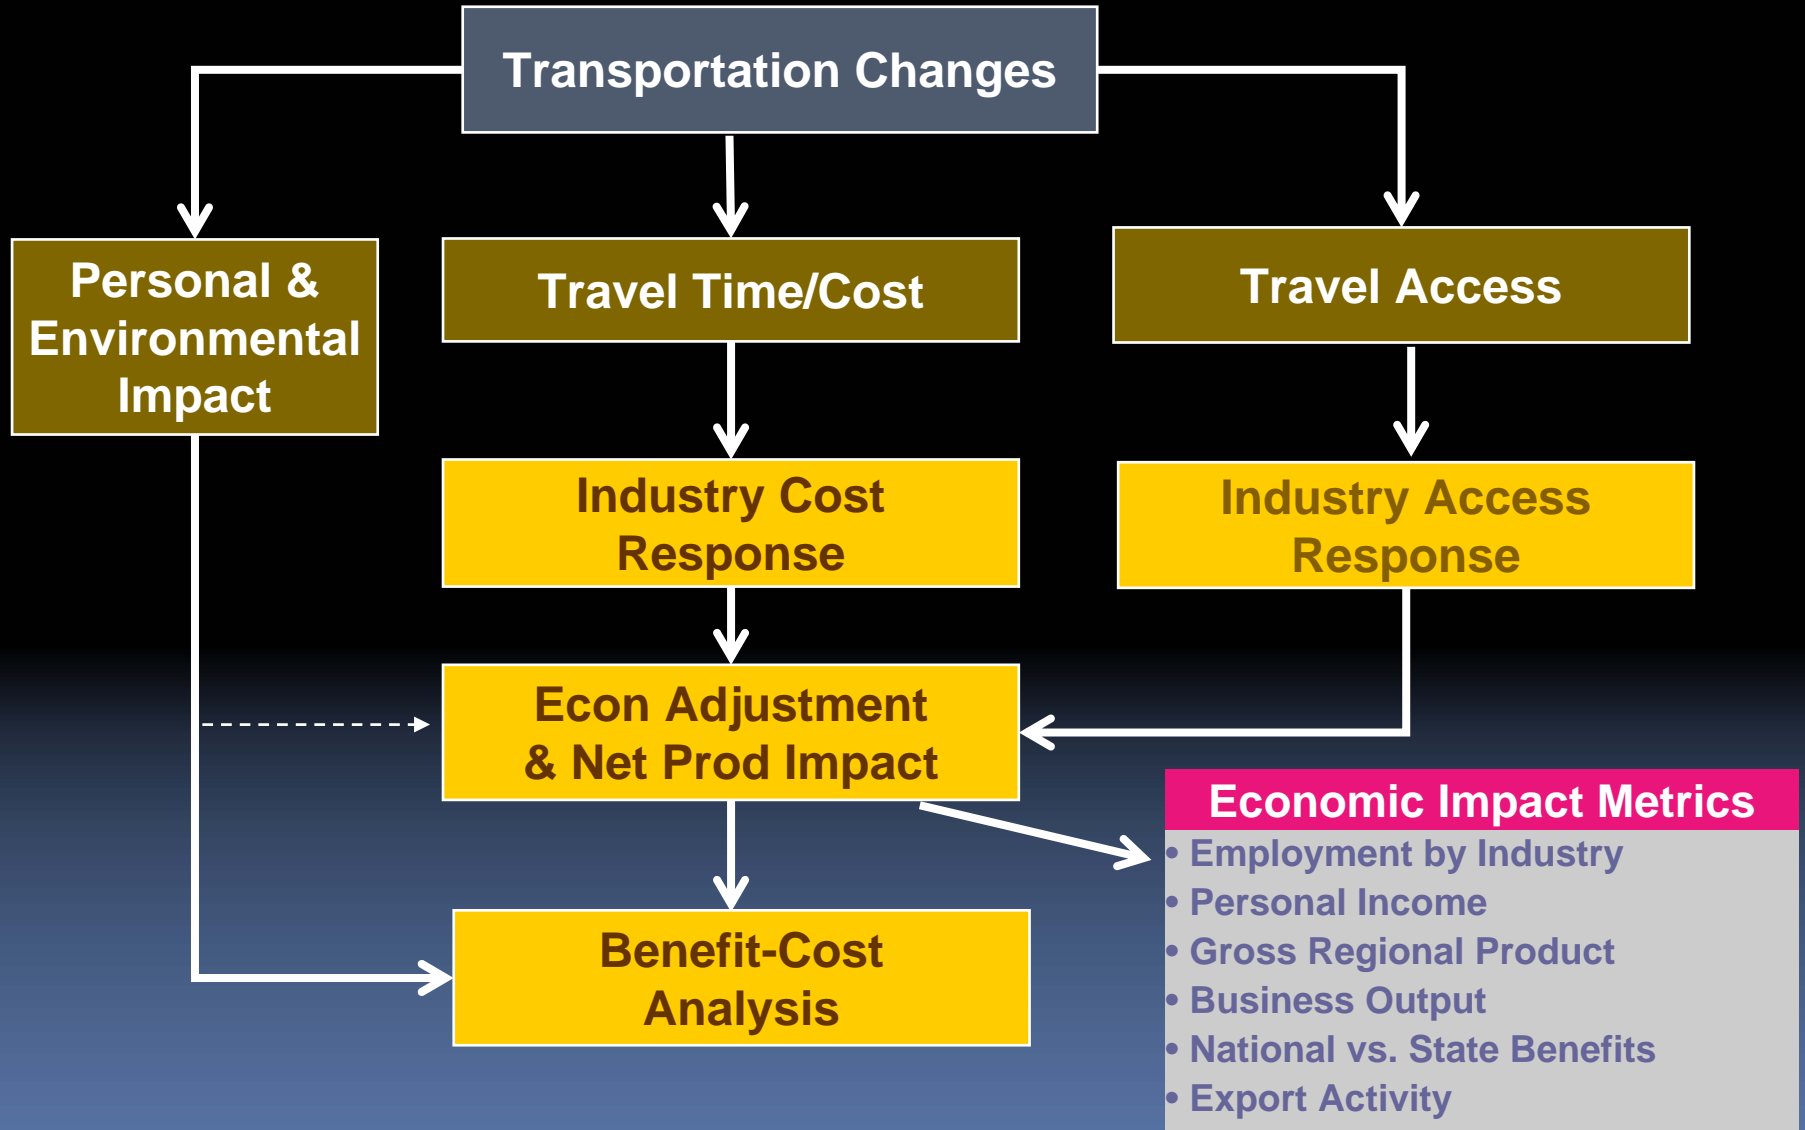 Transportation Changes
Personal &
Environmental
Impact
Travel Time/Cost
Travel Access
Industry Cost
Response
Industry Access
Response
Econ Adjustment
& Net Prod Impact
Economic Impact Metrics
• Employment by Industry
• Personal Income
• Gross Regional Product
• Business Output
• National vs. State Benefits
• Export Activity
Benefit-Cost
Analysis